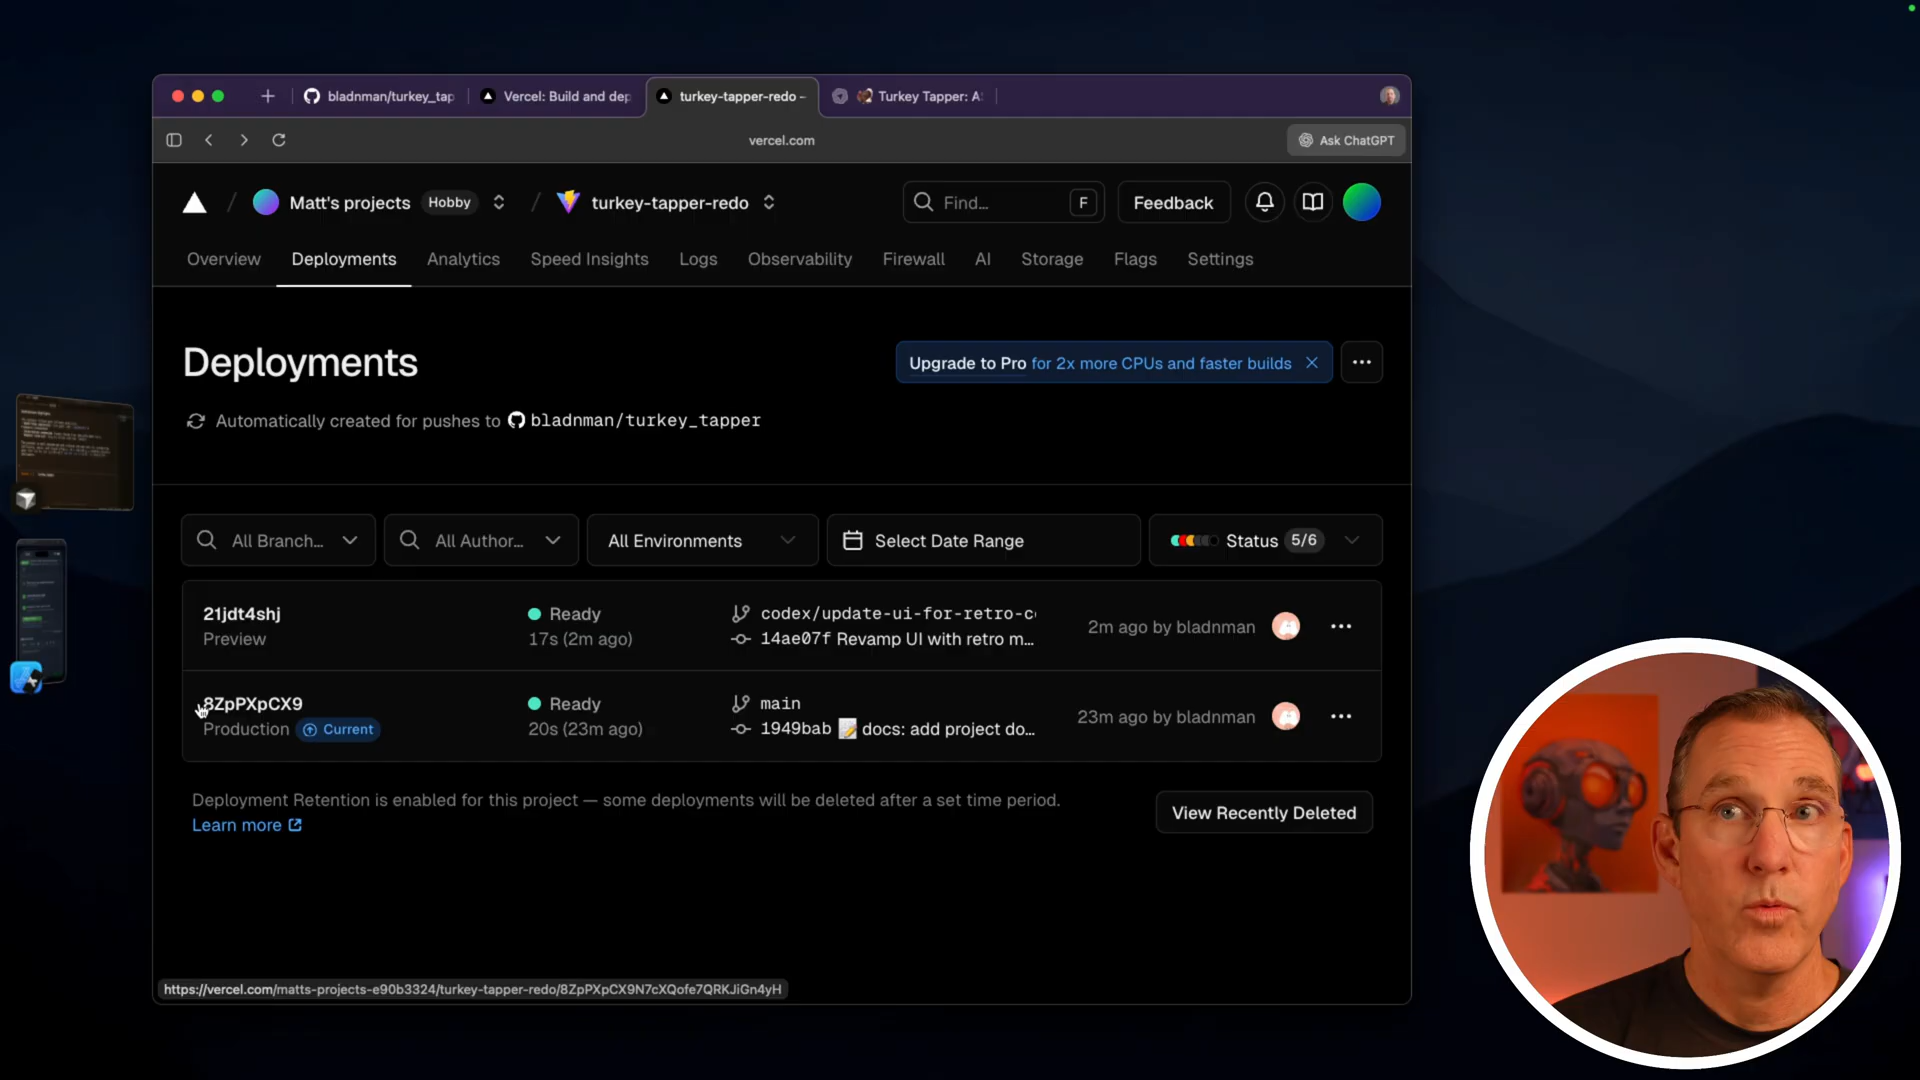 bladnman/turkey_tap
Vercel: Build and dep
turkey-tapper-redo –
Turkey Tapper: A
vercel.com
Ask ChatGPT
/ Matt's projects Hobby / turkey-tapper-redo
Find… F
Feedback
Overview Deployments Analytics Speed Insights Logs Observability Firewall AI Storage Flags Settings
Deployments
Upgrade to Pro for 2x more CPUs and faster builds
Automatically created for pushes to bladnman/turkey_tapper
All Branch...
All Author...
All Environments
Select Date Range
Status 5/6
21jdt4shj
Preview
Ready
17s (2m ago)
codex/update-ui-for-retro-c
14ae07f Revamp UI with retro m...
2m ago by bladnman
8ZpPXpCX9
Production Current
Ready
20s (23m ago)
main
1949bab 📝 docs: add project do...
23m ago by bladnman
Deployment Retention is enabled for this project — some deployments will be deleted after a set time period.
Learn more
View Recently Deleted
https://vercel.com/matts-projects-e90b3324/turkey-tapper-redo/8ZpPXpCX9N7cXQofe7QRKJiGn4yH